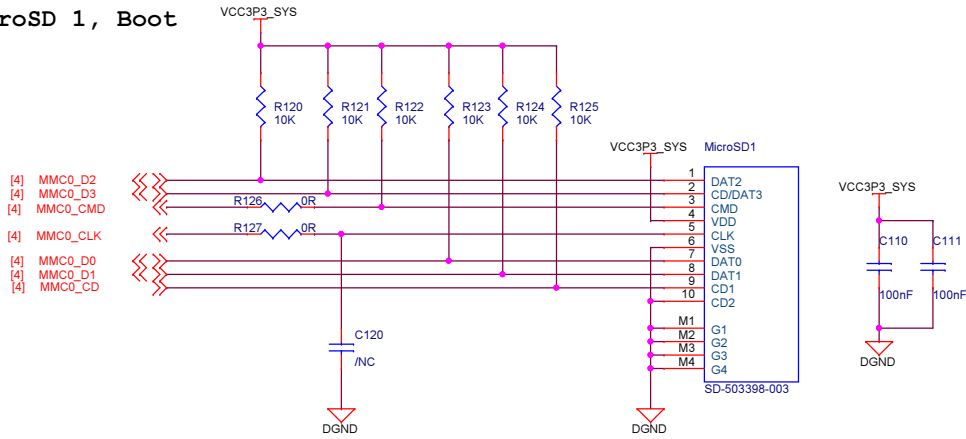 roSD 1, Boot
VCC3P3_SYS
R120
10K
R121
10K
R122
10K
R123
10K
R124
10K
R125
10K
VCC3P3_SYS
MicroSD1
[4] MMC0_D2
[4] MMC0_D3
[4] MMC0_CMD
[4] MMC0_CLK
[4] MMC0_D0
[4] MMC0_D1
[4] MMC0_CD
R126 0R
R127 0R
1 DAT2
2 CD/DAT3
3 CMD
4 VDD
5 CLK
6 VSS
7 DAT0
8 DAT1
9 CD1
10 CD2
M1 G1
M2 G2
M3 G3
M4 G4
SD-503398-003
C120
/NC
DGND
DGND
VCC3P3_SYS
C110
100nF
C111
100nF
DGND